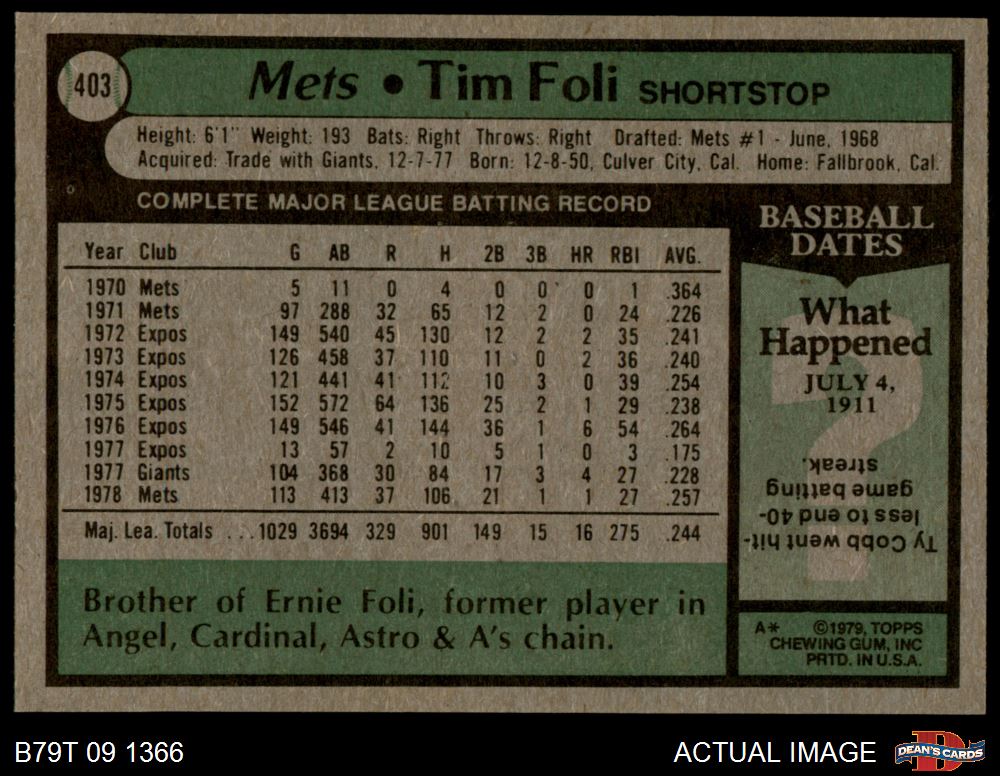 403
Mets • Tim Foli SHORTSTOP
Height: 6'1" Weight: 193 Bats: Right Throws: Right Drafted: Mets #1 - June, 1968
Acquired: Trade with Giants, 12-7-77 Born: 12-8-50, Culver City, Cal. Home: Fallbrook, Cal.
COMPLETE MAJOR LEAGUE BATTING RECORD
Year Club G AB R H 2B 3B HR RBI AVG.
1970 Mets 5 11 0 4 0 0 0 1 .364
1971 Mets 97 288 32 65 12 2 0 24 .226
1972 Expos 149 540 45 130 12 2 2 35 .241
1973 Expos 126 458 37 110 11 0 2 36 .240
1974 Expos 121 441 41 112 10 3 0 39 .254
1975 Expos 152 572 64 136 25 2 1 29 .238
1976 Expos 149 546 41 144 36 1 6 54 .264
1977 Expos 13 57 2 10 5 1 0 3 .175
1977 Giants 104 368 30 84 17 3 4 27 .228
1978 Mets 113 413 37 106 21 1 1 27 .257
Maj. Lea. Totals ...1029 3694 329 901 149 15 16 275 .244
Brother of Ernie Foli, former player in
Angel, Cardinal, Astro & A's chain.
BASEBALL
DATES
What
Happened
JULY 4,
1911
?
Ty Cobb went hit-
less to end 40-
game batting
streak.
A* ©1979, TOPPS
CHEWING GUM, INC
PRTD. IN U.S.A.
B79T 09 1366
ACTUAL IMAGE
D
DEAN'S CARDS